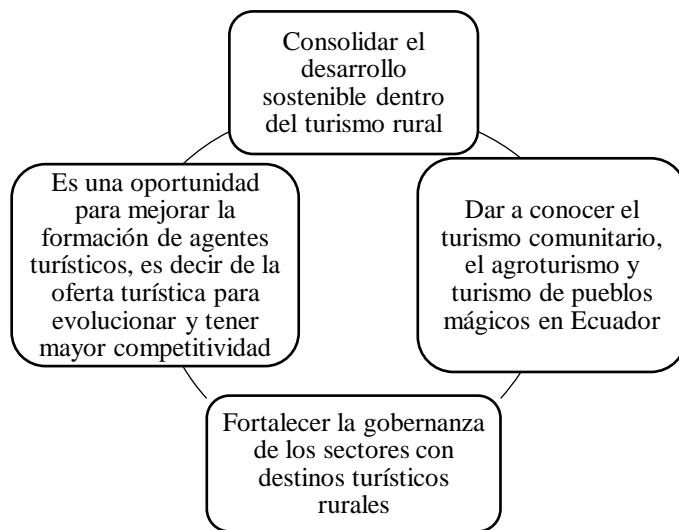 Consolidar el
desarrollo
sostenible dentro
del turismo rural
Dar a conocer el
turismo comunitario,
el agroturismo y
turismo de pueblos
mágicos en Ecuador
Fortalecer la gobernanza
de los sectores con
destinos turísticos
rurales
Es una oportunidad
para mejorar la
formación de agentes
turísticos, es decir de la
oferta turística para
evolucionar y tener
mayor competitividad